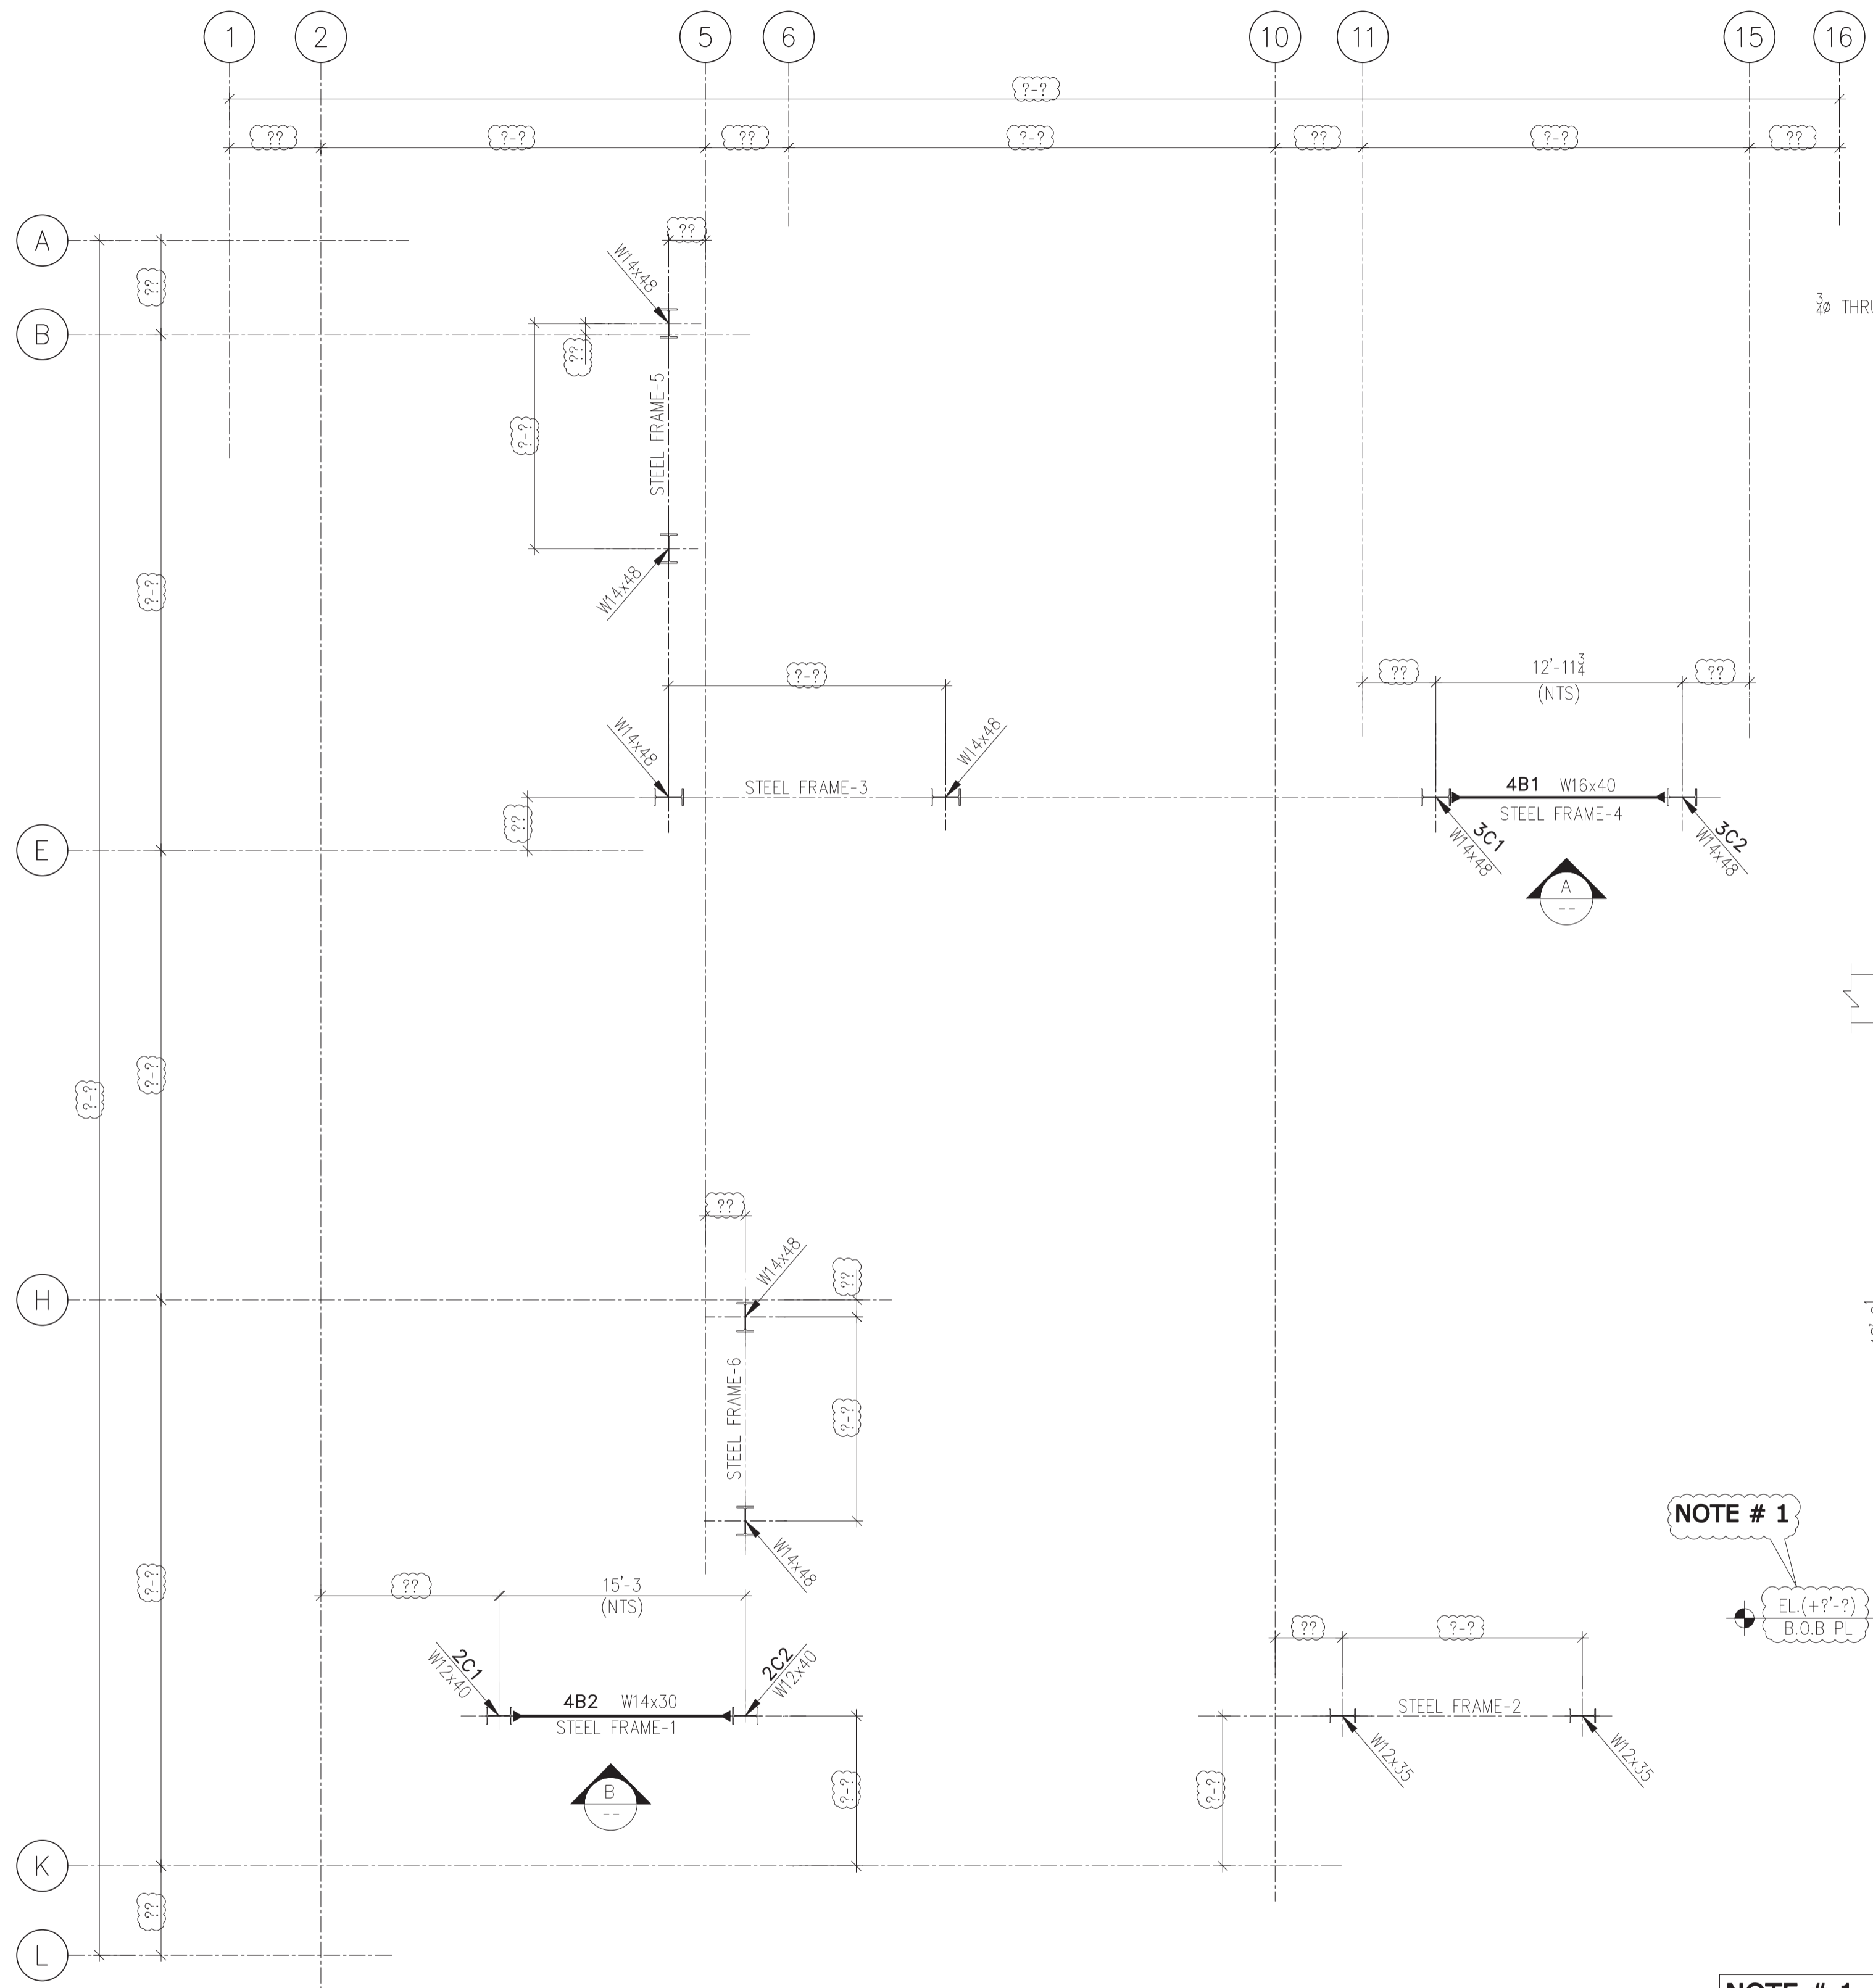 1 2 5 6 10 11 15 16
?-?
?? ?-? ?? ?-? ?? ?-? ??
A
??
W14x48
??
3/4Ø THRU
B
??
?-?
STEEL FRAME-5
W14x48
?-?
?-?
?? 12'-11 3/4 ??
(NTS)
W14x48
W14x48
STEEL FRAME-3
4B1 W16x40
STEEL FRAME-4
??
3C1
W14x48
3C2
W14x48
E
A
--
?-?
?-?
??
W14x48
??
H
STEEL FRAME-6
?-?
NOTE # 1
W14x48
?-?
?? 15'-3
(NTS)
EL.(+?'-?)
B.O.B PL
?? ?-?
2C1
W12x40
2C2
W12x40
4B2 W14x30
STEEL FRAME-1
STEEL FRAME-2
W12x35
W12x35
B
--
?-?
?-?
K
??
L
NOTE # 1